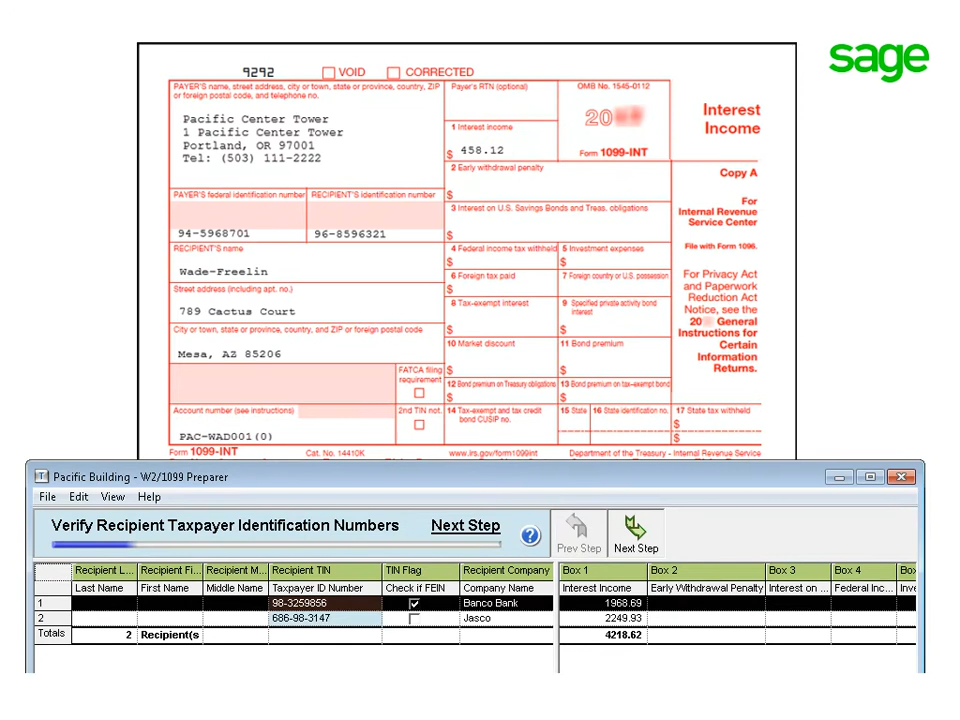 sage
9292 VOID CORRECTED
PAYER'S name, street address, city or town, state or province, country, ZIP
or foreign postal code, and telephone no.
Pacific Center Tower
1 Pacific Center Tower
Portland, OR 97001
Tel: (503) 111-2222
Payer's RTN (optional)
OMB No. 1545-0112
20
Form 1099-INT
Interest
Income
1 Interest income
$ 458.12
2 Early withdrawal penalty
$
Copy A
For
Internal Revenue
Service Center
File with Form 1096.
PAYER'S federal identification number
94-5968701
RECIPIENT'S identification number
96-8596321
3 Interest on U.S. Savings Bonds and Treas. obligations
$
RECIPIENT'S name
Wade-Freelin
4 Federal income tax withheld
$
5 Investment expenses
$
Street address (including apt. no.)
789 Cactus Court
6 Foreign tax paid
$
7 Foreign country or U.S. possession
For Privacy Act
and Paperwork
Reduction Act
Notice, see the
20 General
Instructions for
Certain
Information
Returns.
8 Tax-exempt interest
$
9 Specified private activity bond
interest
$
City or town, state or province, country, and ZIP or foreign postal code
Mesa, AZ 85206
10 Market discount
$
11 Bond premium
$
FATCA filing
requirement
12 Bond premium on Treasury obligations
$
13 Bond premium on tax-exempt bond
$
Account number (see instructions)
PAC-WAD001(0)
2nd TIN not.
14 Tax-exempt and tax credit
bond CUSIP no.
15 State
16 State identification no.
17 State tax withheld
$
$
Form 1099-INT Cat. No. 14410K www.irs.gov/form1099int Department of the Treasury - Internal Revenue Service
Pacific Building - W2/1099 Preparer
File Edit View Help
Verify Recipient Taxpayer Identification Numbers Next Step
? Prev Step Next Step
Recipient L... Recipient Fi... Recipient M... Recipient TIN TIN Flag Recipient Company Box 1 Box 2 Box 3 Box 4 Box
Last Name First Name Middle Name Taxpayer ID Number Check if FEIN Company Name Interest Income Early Withdrawal Penalty Interest on ... Federal Inc... Inve
1 98-3259856 Banco Bank 1968.69
2 686-98-3147 Jasco 2249.93
Totals 2 Recipient(s 4218.62